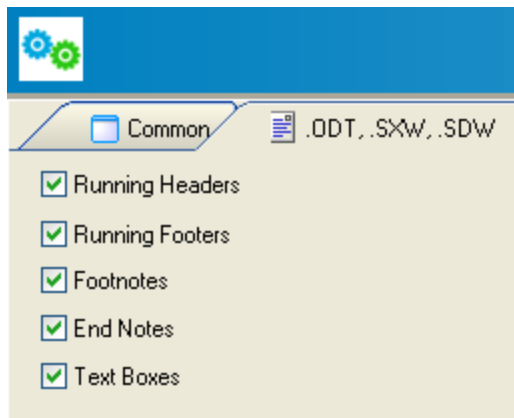 Common
.ODT, .SXW, .SDW
Running Headers
Running Footers
Footnotes
End Notes
Text Boxes